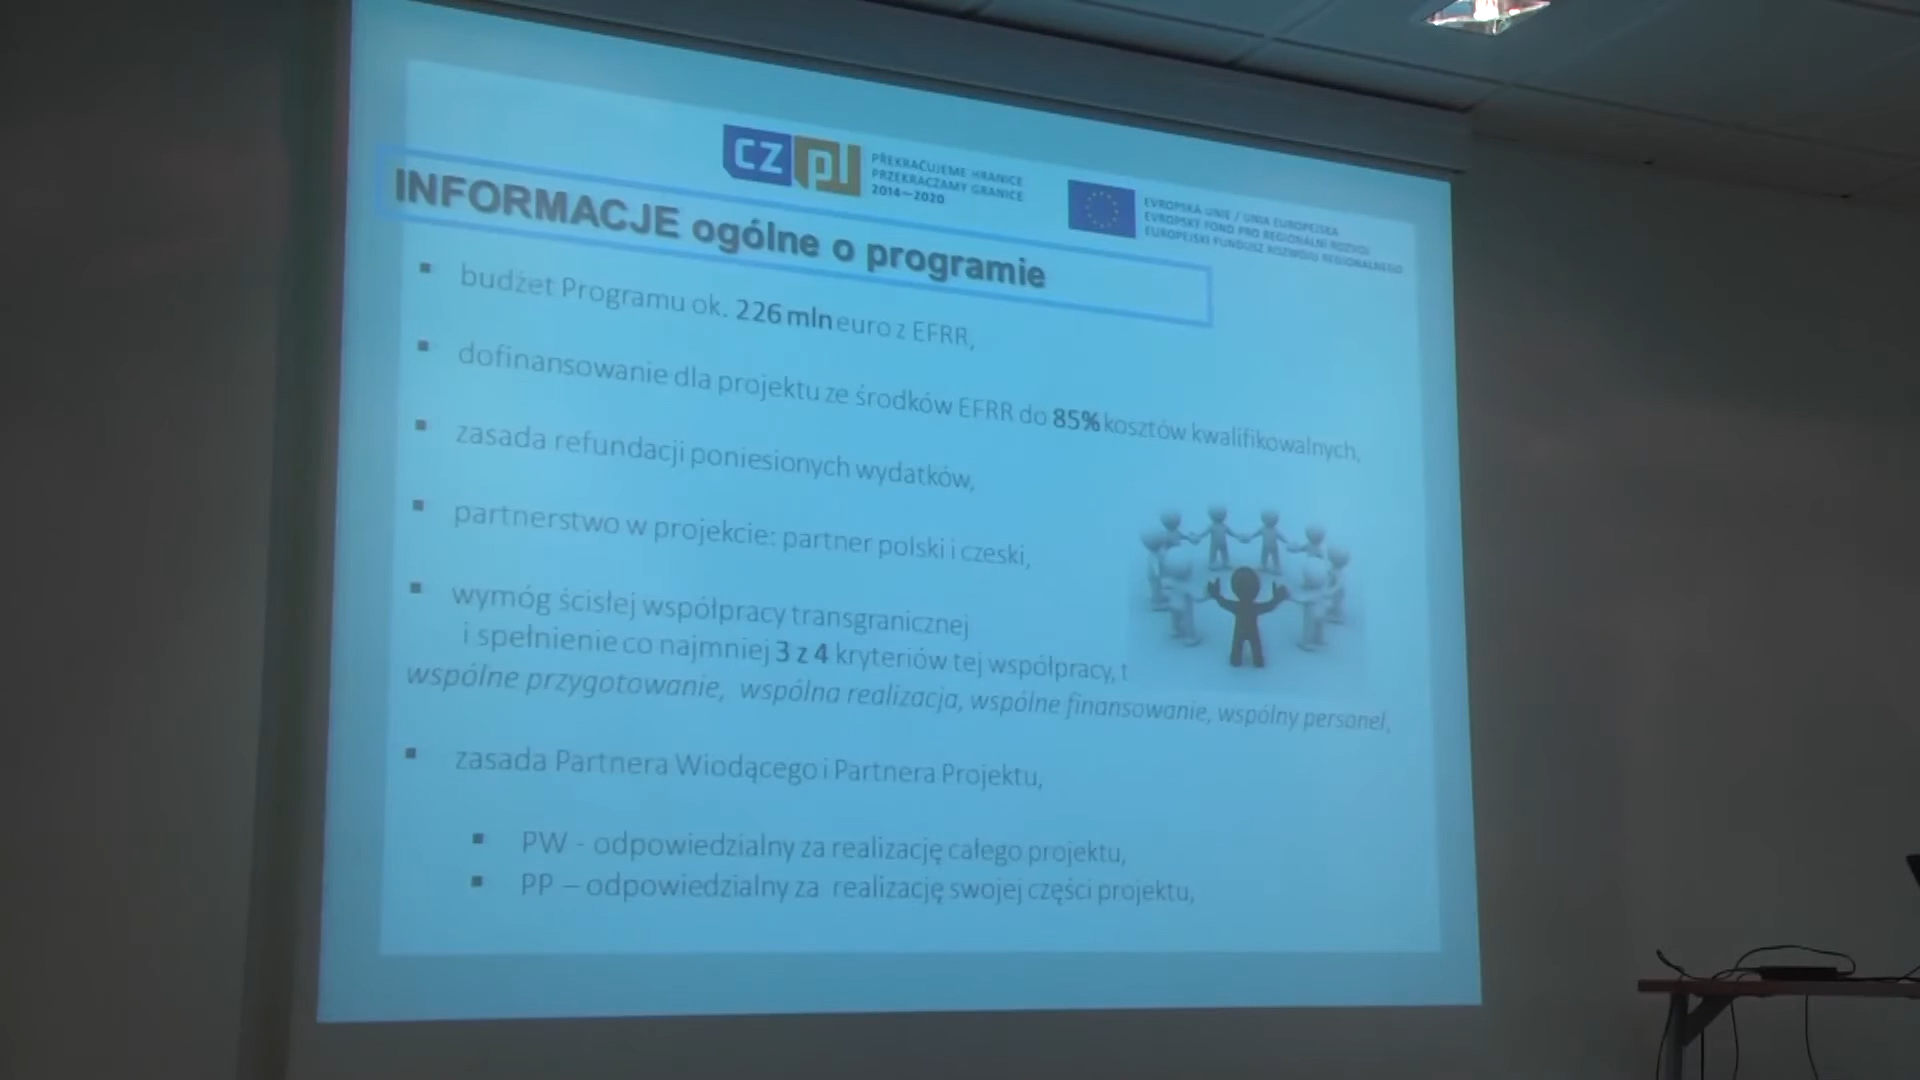 CZ PL
PŘEKRAČUJEME HRANICE
PRZEKRACZAMY GRANICE
2014—2020
EVROPSKÁ UNIE / UNIA EUROPEJSKA
EVROPSKÝ FOND PRO REGIONÁLNÍ ROZVOJ
EUROPEJSKI FUNDUSZ ROZWOJU REGIONALNEGO
INFORMACJE ogólne o programie
▪ budżet Programu ok. 226 mln euro z EFRR,
▪ dofinansowanie dla projektu ze środków EFRR do 85% kosztów kwalifikowalnych,
▪ zasada refundacji poniesionych wydatków,
▪ partnerstwo w projekcie: partner polski i czeski,
▪ wymóg ścisłej współpracy transgranicznej
i spełnienie co najmniej 3 z 4 kryteriów tej współpracy, t
wspólne przygotowanie, wspólna realizacja, wspólne finansowanie, wspólny personel,
▪ zasada Partnera Wiodącego i Partnera Projektu,
▪ PW - odpowiedzialny za realizację całego projektu,
▪ PP – odpowiedzialny za realizację swojej części projektu,